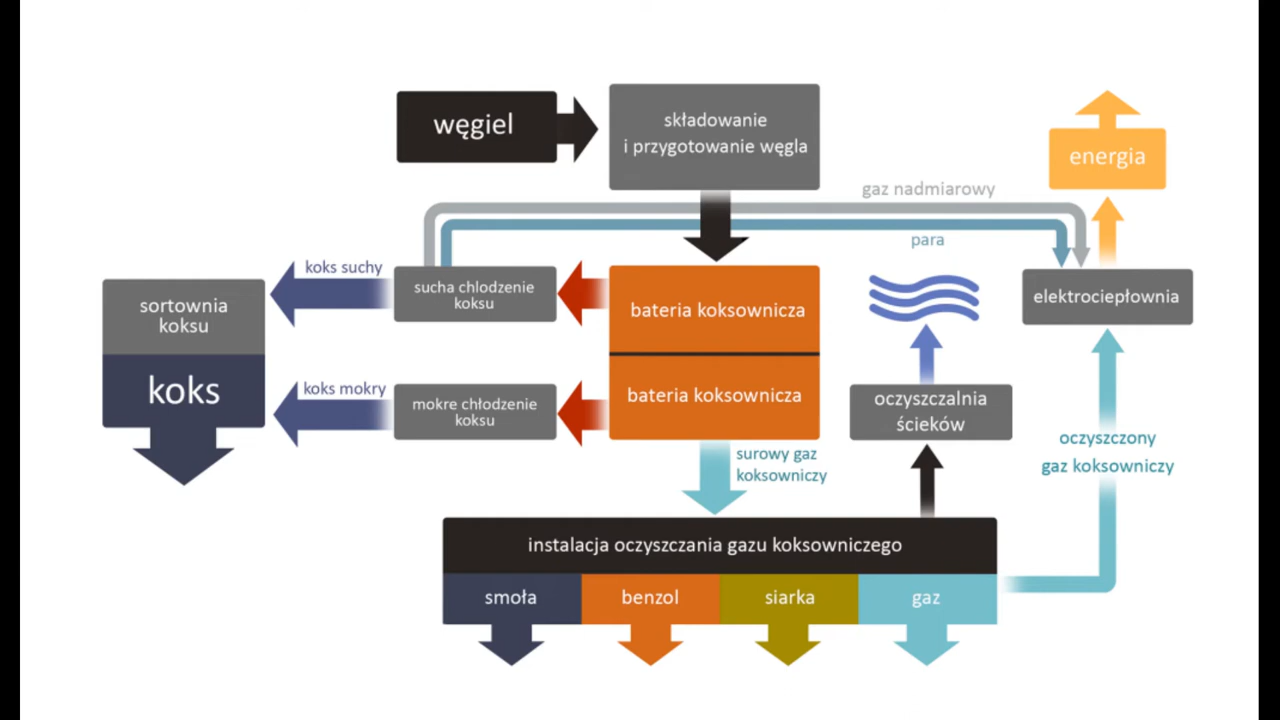 węgiel
składowanie
i przygotowanie węgla
energia
gaz nadmiarowy
para
koks suchy
sucha chlodzenie
koksu
sortownia
koksu
bateria koksownicza
elektrociepłownia
koks
koks mokry
mokre chłodzenie
koksu
bateria koksownicza
oczyszczalnia
ścieków
surowy gaz
koksowniczy
oczyszczony
gaz koksowniczy
instalacja oczyszczania gazu koksowniczego
smoła
benzol
siarka
gaz